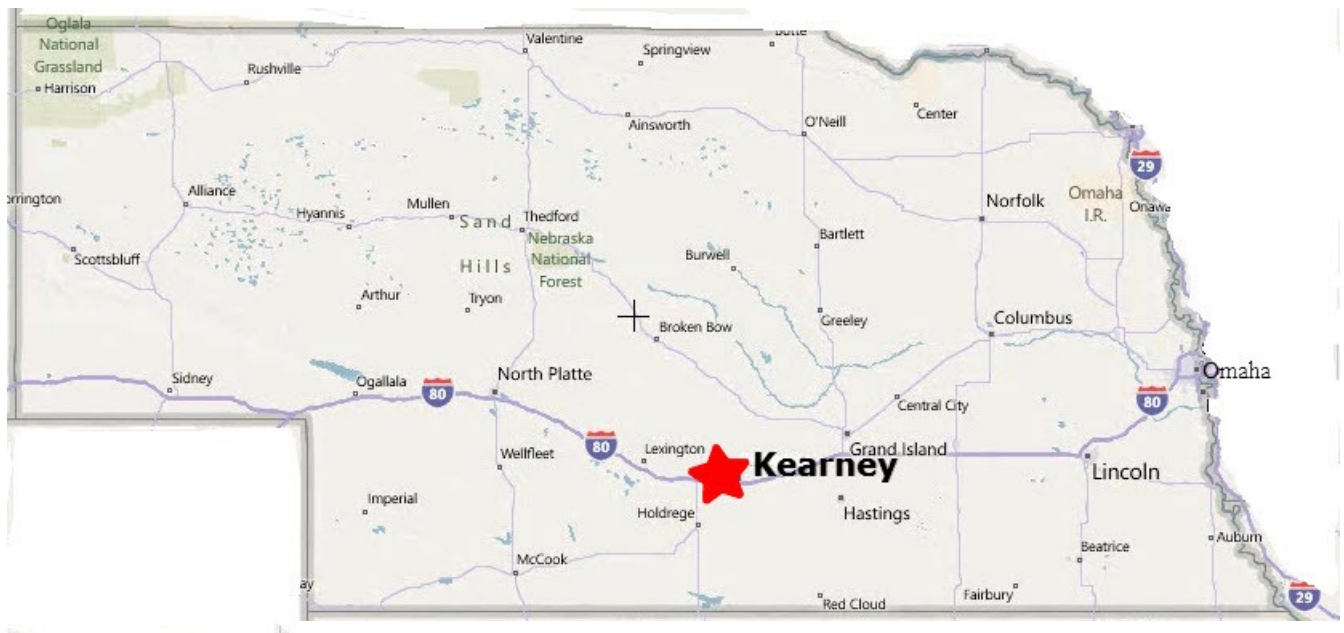 Oglala
National
Grassland
Harrison
Rushville
Valentine
Springview
Butte
Ainsworth
O'Neill
Center
29
orrington
Alliance
Hyannis
Mullen
Sand
Hills
Thedford
Nebraska
National
Forest
Norfolk
Omaha
I.R.
Onawa
Scottsbluff
Arthur
Tryon
Burwell
Bartlett
Broken Bow
Greeley
Columbus
Sidney
Ogallala
80
North Platte
Central City
Omaha
80
Wellfleet
80
Lexington
Kearney
Grand Island
Lincoln
Imperial
Holdrege
Hastings
McCook
Beatrice
Auburn
ay
Red Cloud
Fairbury
29